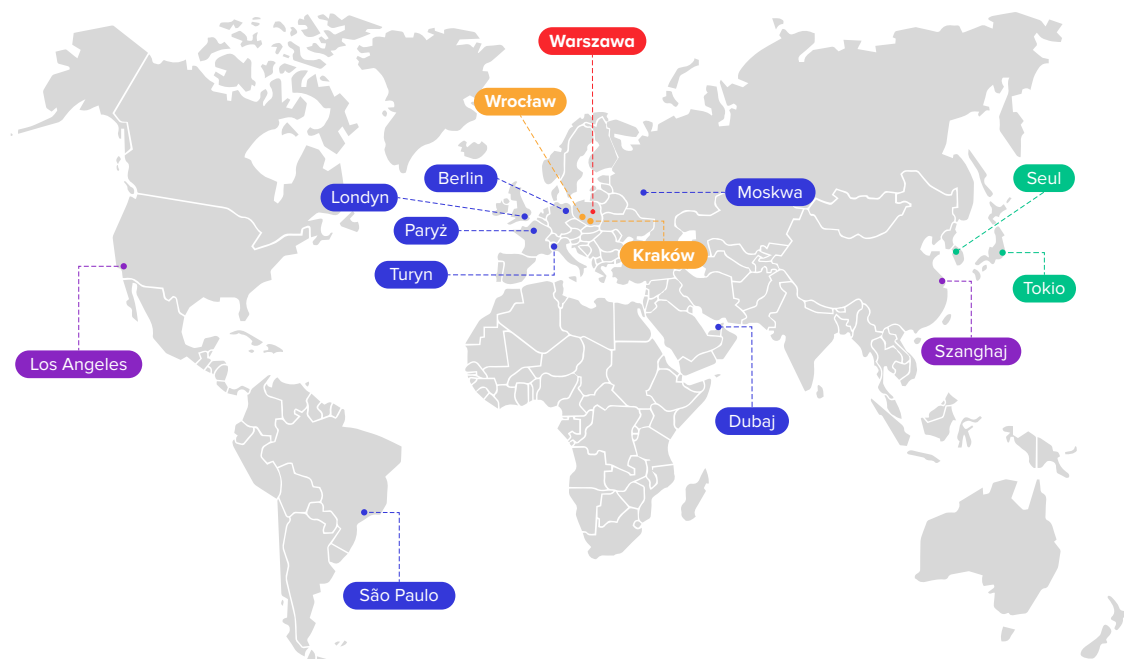 Warszawa
Wrocław
Berlin
Seul
Londyn
Moskwa
Paryż
Kraków
Turyn
Tokio
Szanghaj
Los Angeles
Dubaj
São Paulo